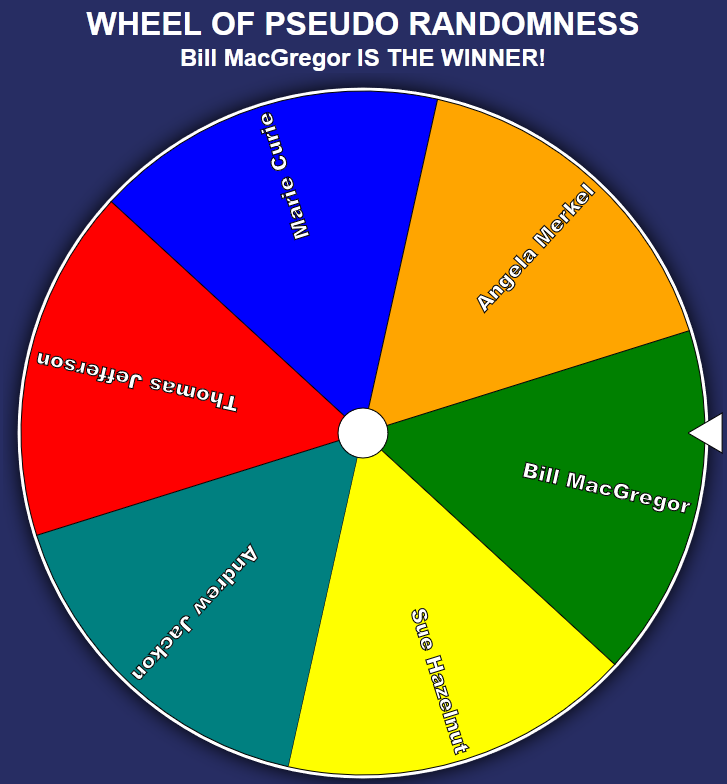 WHEEL OF PSEUDO RANDOMNESS
Bill MacGregor IS THE WINNER!
Marie Curie
Angela Merkel
Thomas Jefferson
Bill MacGregor
Andrew Jackon
Sue Hazelnut